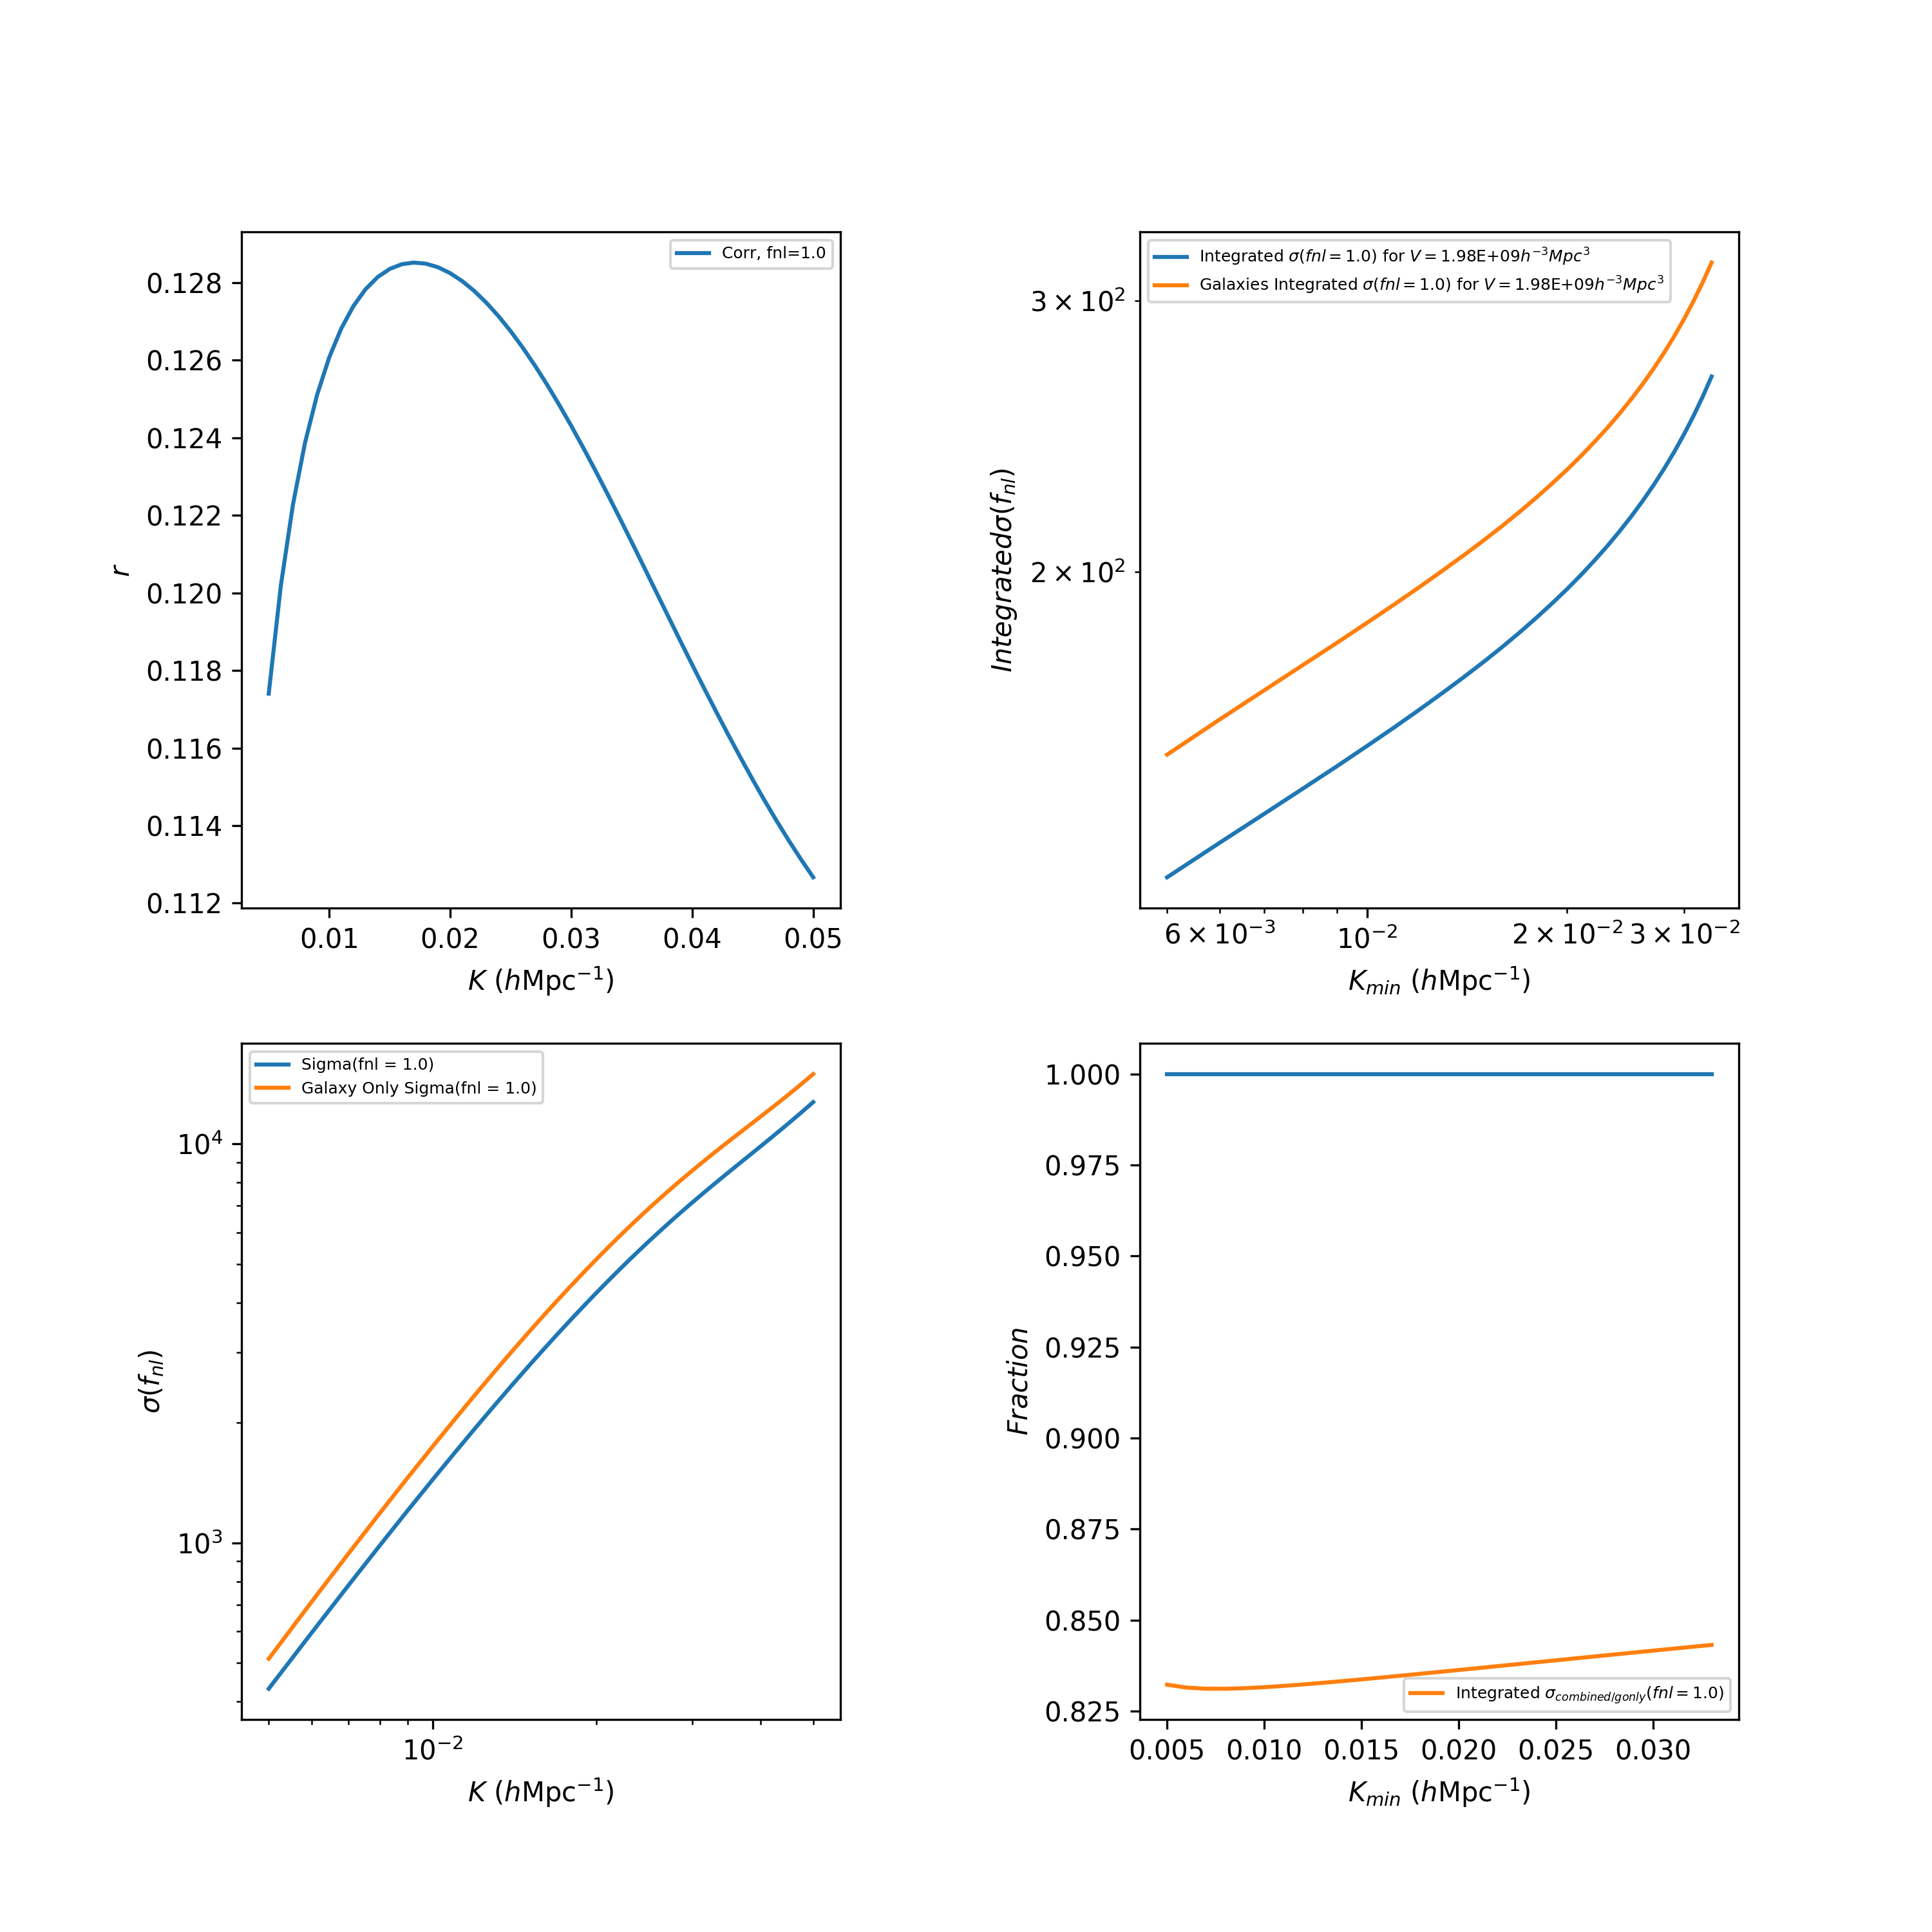 Corr, fnl=1.0
0.128
0.126
0.124
0.122
0.120
0.118
0.116
0.114
0.112
r
0.01 0.02 0.03 0.04 0.05
K (hMpc⁻¹)
Integrated σ(fnl = 1.0) for V = 1.98E+09h⁻³Mpc³
Galaxies Integrated σ(fnl = 1.0) for V = 1.98E+09h⁻³Mpc³
3 × 10²
2 × 10²
Integratedσ(fₙₗ)
6 × 10⁻³ 10⁻² 2 × 10⁻² 3 × 10⁻²
K_min (hMpc⁻¹)
Sigma(fnl = 1.0)
Galaxy Only Sigma(fnl = 1.0)
10⁴
10³
σ(fₙₗ)
10⁻²
K (hMpc⁻¹)
1.000
0.975
0.950
0.925
0.900
0.875
0.850
0.825
Fraction
Integrated σ_combined/gonly(fnl = 1.0)
0.005 0.010 0.015 0.020 0.025 0.030
K_min (hMpc⁻¹)